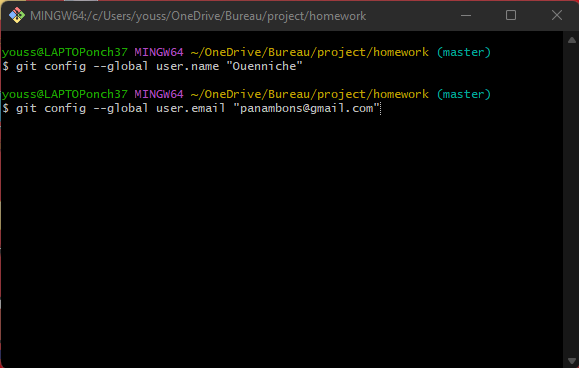 MINGW64:/c/Users/youss/OneDrive/Bureau/project/homework
youss@LAPTOPonch37 MINGW64 ~/OneDrive/Bureau/project/homework (master)
$ git config --global user.name "Ouenniche"
youss@LAPTOPonch37 MINGW64 ~/OneDrive/Bureau/project/homework (master)
$ git config --global user.email "panambons@gmail.com"